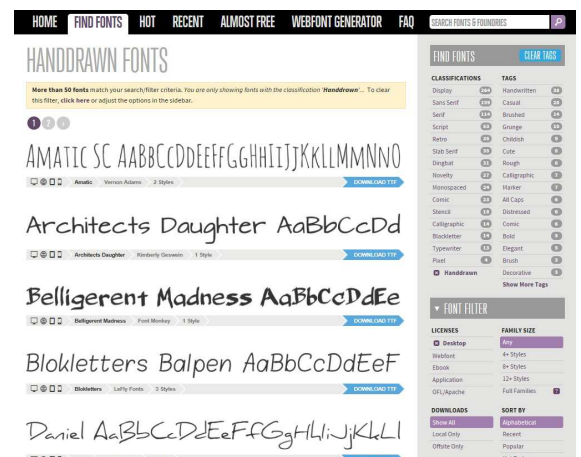 HOME FIND FONTS HOT RECENT ALMOST FREE WEBFONT GENERATOR FAQ SEARCH FONTS & FOUNDRIES
HANDDRAWN FONTS
More than 50 fonts match your search/filter criteria. You are only showing fonts with the classification 'Handdrawn'... To clear
this filter, click here or adjust the options in the sidebar.
1 2 ›
AMATIC SC AABBCCDDEEFFGGHHIIJJKKLLMMNNO
Amatic Vernon Adams 2 Styles DOWNLOAD TTF
Architects Daughter AaBbCcDd
Architects Daughter Kimberly Geswein 1 Style DOWNLOAD TTF
Belligerent Madness AaBbCcDdEe
Belligerent Madness Font Monkey 1 Style DOWNLOAD TTF
Blokletters Balpen AaBbCcDdEeF
Blokletters LeFly Fonts 3 Styles DOWNLOAD TTF
Daniel AaBbCcDdEeFfGgHhIiJjKkLl
FIND FONTS CLEAR TAGS
CLASSIFICATIONS TAGS
Display Handwritten
Sans Serif Casual
Serif Brushed
Script Grunge
Retro Childish
Slab Serif Cute
Dingbat Rough
Novelty Calligraphic
Monospaced Marker
Comic All Caps
Stencil Distressed
Calligraphic Comic
Blackletter Bold
Typewriter Elegant
Pixel Brush
Handdrawn Decorative
Show More Tags
FONT FILTER
LICENSES FAMILY SIZE
Desktop Any
Webfont 4+ Styles
Ebook 8+ Styles
Application 12+ Styles
OFL/Apache Full Families ?
DOWNLOADS SORT BY
Show All Alphabetical
Local Only Recent
Offsite Only Popular